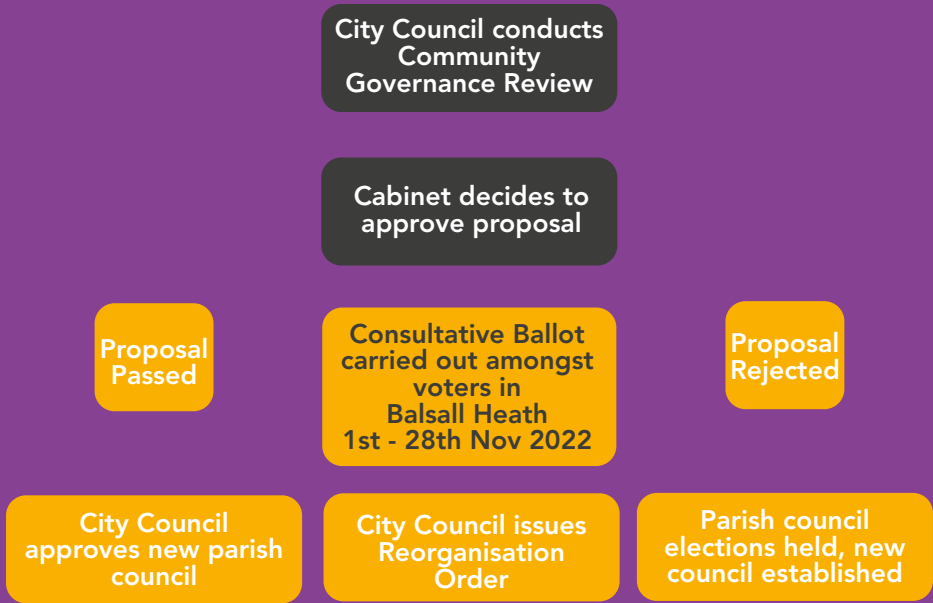 City Council conducts
Community
Governance Review
Cabinet decides to
approve proposal
Proposal
Passed
Consultative Ballot
carried out amongst
voters in
Balsall Heath
1st - 28th Nov 2022
Proposal
Rejected
City Council
approves new parish
council
City Council issues
Reorganisation
Order
Parish council
elections held, new
council established